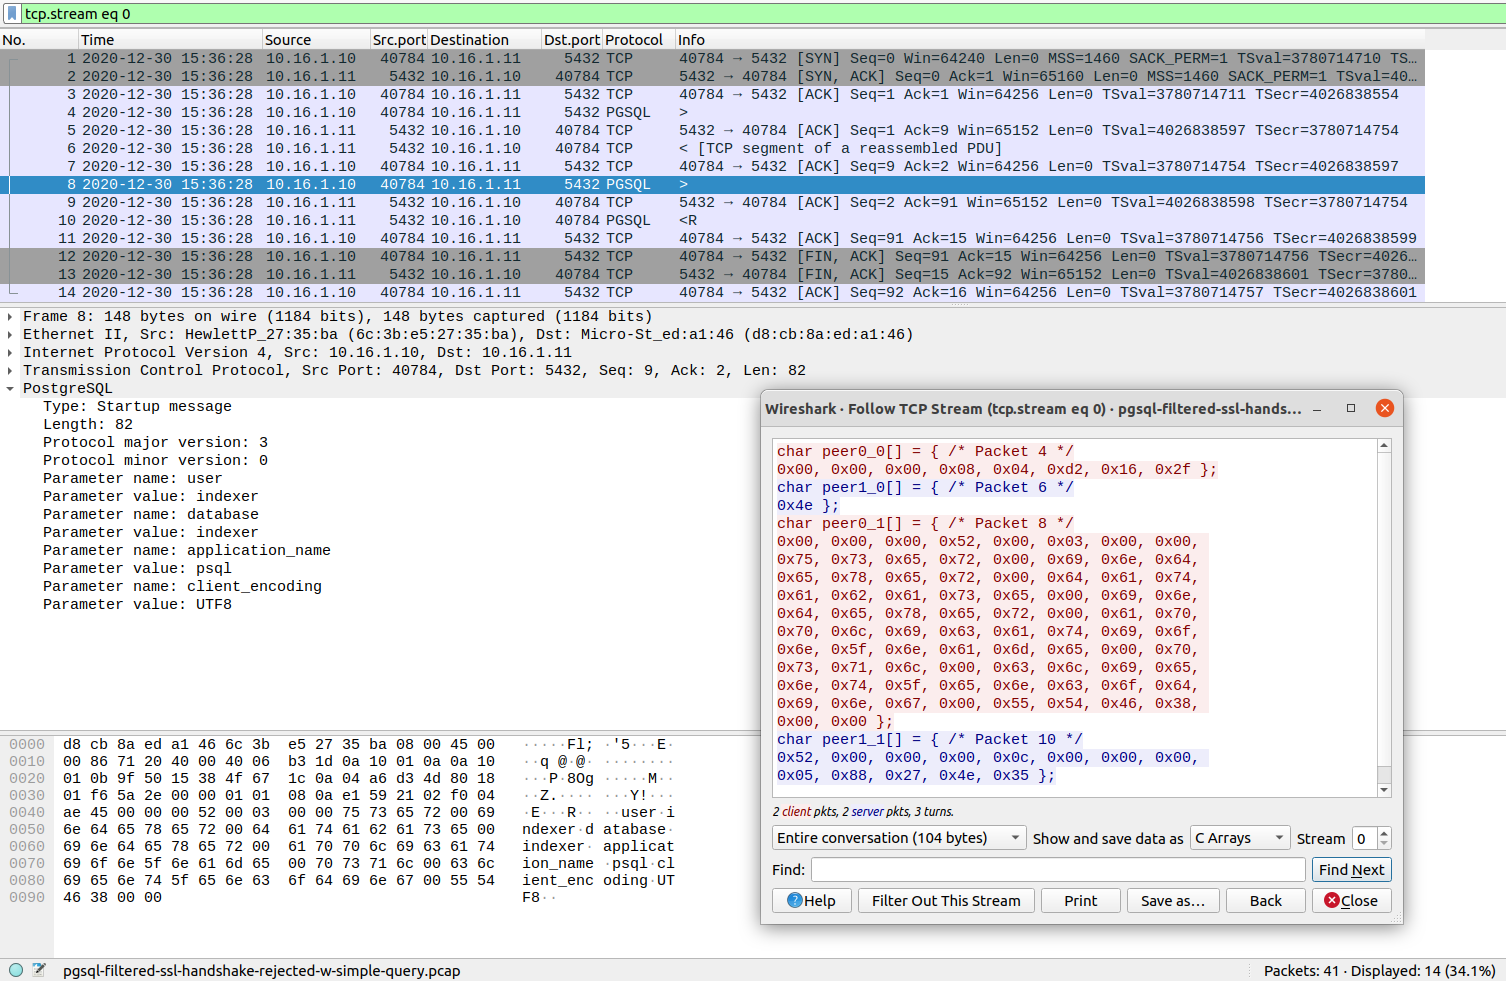 tcp.stream eq 0
No. Time Source Src.port Destination Dst.port Protocol Info
1 2020-12-30 15:36:28 10.16.1.10 40784 10.16.1.11 5432 TCP 40784 → 5432 [SYN] Seq=0 Win=64240 Len=0 MSS=1460 SACK_PERM=1 TSval=3780714710 TS…
2 2020-12-30 15:36:28 10.16.1.11 5432 10.16.1.10 40784 TCP 5432 → 40784 [SYN, ACK] Seq=0 Ack=1 Win=65160 Len=0 MSS=1460 SACK_PERM=1 TSval=40…
3 2020-12-30 15:36:28 10.16.1.10 40784 10.16.1.11 5432 TCP 40784 → 5432 [ACK] Seq=1 Ack=1 Win=64256 Len=0 TSval=3780714711 TSecr=4026838554
4 2020-12-30 15:36:28 10.16.1.10 40784 10.16.1.11 5432 PGSQL >
5 2020-12-30 15:36:28 10.16.1.11 5432 10.16.1.10 40784 TCP 5432 → 40784 [ACK] Seq=1 Ack=9 Win=65152 Len=0 TSval=4026838597 TSecr=3780714754
6 2020-12-30 15:36:28 10.16.1.11 5432 10.16.1.10 40784 TCP < [TCP segment of a reassembled PDU]
7 2020-12-30 15:36:28 10.16.1.10 40784 10.16.1.11 5432 TCP 40784 → 5432 [ACK] Seq=9 Ack=2 Win=64256 Len=0 TSval=3780714754 TSecr=4026838597
8 2020-12-30 15:36:28 10.16.1.10 40784 10.16.1.11 5432 PGSQL >
9 2020-12-30 15:36:28 10.16.1.11 5432 10.16.1.10 40784 TCP 5432 → 40784 [ACK] Seq=2 Ack=91 Win=65152 Len=0 TSval=4026838598 TSecr=3780714754
10 2020-12-30 15:36:28 10.16.1.11 5432 10.16.1.10 40784 PGSQL <R
11 2020-12-30 15:36:28 10.16.1.10 40784 10.16.1.11 5432 TCP 40784 → 5432 [ACK] Seq=91 Ack=15 Win=64256 Len=0 TSval=3780714756 TSecr=4026838599
12 2020-12-30 15:36:28 10.16.1.10 40784 10.16.1.11 5432 TCP 40784 → 5432 [FIN, ACK] Seq=91 Ack=15 Win=64256 Len=0 TSval=3780714756 TSecr=4026…
13 2020-12-30 15:36:28 10.16.1.11 5432 10.16.1.10 40784 TCP 5432 → 40784 [FIN, ACK] Seq=15 Ack=92 Win=65152 Len=0 TSval=4026838601 TSecr=3780…
14 2020-12-30 15:36:28 10.16.1.10 40784 10.16.1.11 5432 TCP 40784 → 5432 [ACK] Seq=92 Ack=16 Win=64256 Len=0 TSval=3780714757 TSecr=4026838601
Frame 8: 148 bytes on wire (1184 bits), 148 bytes captured (1184 bits)
Ethernet II, Src: HewlettP_27:35:ba (6c:3b:e5:27:35:ba), Dst: Micro-St_ed:a1:46 (d8:cb:8a:ed:a1:46)
Internet Protocol Version 4, Src: 10.16.1.10, Dst: 10.16.1.11
Transmission Control Protocol, Src Port: 40784, Dst Port: 5432, Seq: 9, Ack: 2, Len: 82
PostgreSQL
Type: Startup message
Length: 82
Protocol major version: 3
Protocol minor version: 0
Parameter name: user
Parameter value: indexer
Parameter name: database
Parameter value: indexer
Parameter name: application_name
Parameter value: psql
Parameter name: client_encoding
Parameter value: UTF8
0000 d8 cb 8a ed a1 46 6c 3b e5 27 35 ba 08 00 45 00 ·····Fl; ·'5···E·
0010 00 86 71 20 40 00 40 06 b3 1d 0a 10 01 0a 0a 10 ··q @·@· ········
0020 01 0b 9f 50 15 38 4f 67 1c 0a 04 a6 d3 4d 80 18 ···P·8Og ·····M··
0030 01 f6 5a 2e 00 00 01 01 08 0a e1 59 21 02 f0 04 ··Z.···· ···Y!···
0040 ae 45 00 00 00 52 00 03 00 00 75 73 65 72 00 69 ·E···R·· ··user·i
0050 6e 64 65 78 65 72 00 64 61 74 61 62 61 73 65 00 ndexer·d atabase·
0060 69 6e 64 65 78 65 72 00 61 70 70 6c 69 63 61 74 indexer· applicat
0070 69 6f 6e 5f 6e 61 6d 65 00 70 73 71 6c 00 63 6c ion_name ·psql·cl
0080 69 65 6e 74 5f 65 6e 63 6f 64 69 6e 67 00 55 54 ient_enc oding·UT
0090 46 38 00 00 F8··
Wireshark · Follow TCP Stream (tcp.stream eq 0) · pgsql-filtered-ssl-hands…
char peer0_0[] = { /* Packet 4 */
0x00, 0x00, 0x00, 0x08, 0x04, 0xd2, 0x16, 0x2f };
char peer1_0[] = { /* Packet 6 */
0x4e };
char peer0_1[] = { /* Packet 8 */
0x00, 0x00, 0x00, 0x52, 0x00, 0x03, 0x00, 0x00,
0x75, 0x73, 0x65, 0x72, 0x00, 0x69, 0x6e, 0x64,
0x65, 0x78, 0x65, 0x72, 0x00, 0x64, 0x61, 0x74,
0x61, 0x62, 0x61, 0x73, 0x65, 0x00, 0x69, 0x6e,
0x64, 0x65, 0x78, 0x65, 0x72, 0x00, 0x61, 0x70,
0x70, 0x6c, 0x69, 0x63, 0x61, 0x74, 0x69, 0x6f,
0x6e, 0x5f, 0x6e, 0x61, 0x6d, 0x65, 0x00, 0x70,
0x73, 0x71, 0x6c, 0x00, 0x63, 0x6c, 0x69, 0x65,
0x6e, 0x74, 0x5f, 0x65, 0x6e, 0x63, 0x6f, 0x64,
0x69, 0x6e, 0x67, 0x00, 0x55, 0x54, 0x46, 0x38,
0x00, 0x00 };
char peer1_1[] = { /* Packet 10 */
0x52, 0x00, 0x00, 0x00, 0x0c, 0x00, 0x00, 0x00,
0x05, 0x88, 0x27, 0x4e, 0x35 };
2 client pkts, 2 server pkts, 3 turns.
Entire conversation (104 bytes) Show and save data as C Arrays Stream 0
Find: Find Next
Help Filter Out This Stream Print Save as… Back Close
pgsql-filtered-ssl-handshake-rejected-w-simple-query.pcap Packets: 41 · Displayed: 14 (34.1%)